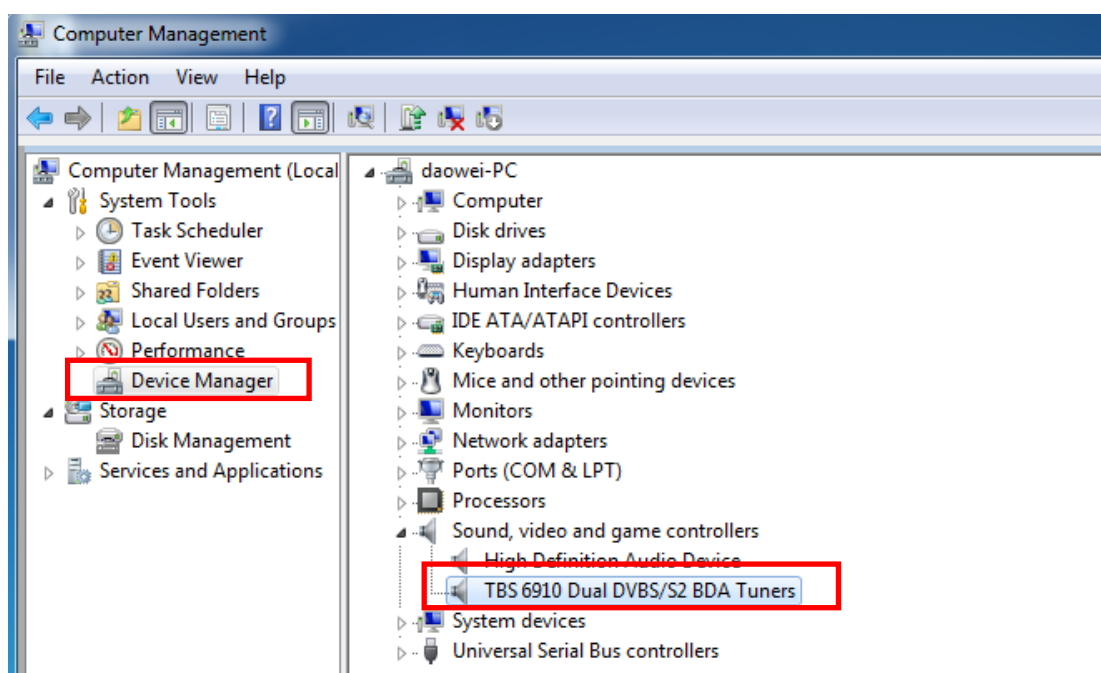 Computer Management
File Action View Help
Computer Management (Local
System Tools
Task Scheduler
Event Viewer
Shared Folders
Local Users and Groups
Performance
Device Manager
Storage
Disk Management
Services and Applications
daowei-PC
Computer
Disk drives
Display adapters
Human Interface Devices
IDE ATA/ATAPI controllers
Keyboards
Mice and other pointing devices
Monitors
Network adapters
Ports (COM & LPT)
Processors
Sound, video and game controllers
High Definition Audio Device
TBS 6910 Dual DVBS/S2 BDA Tuners
System devices
Universal Serial Bus controllers